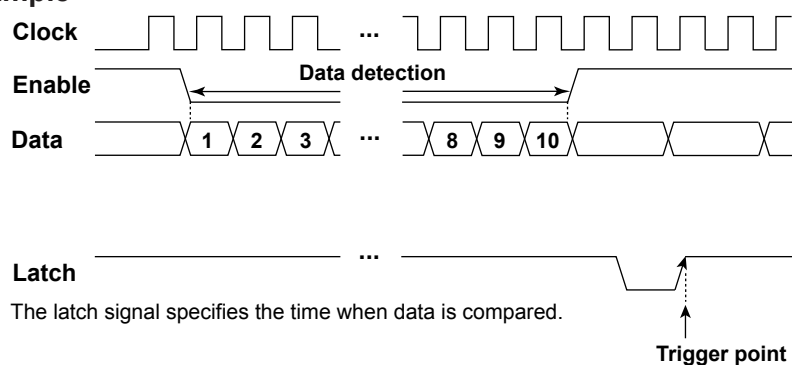 Clock
...
Enable
Data detection
Data
1 2 3 ... 8 9 10
...
Latch
The latch signal specifies the time when data is compared.
Trigger point